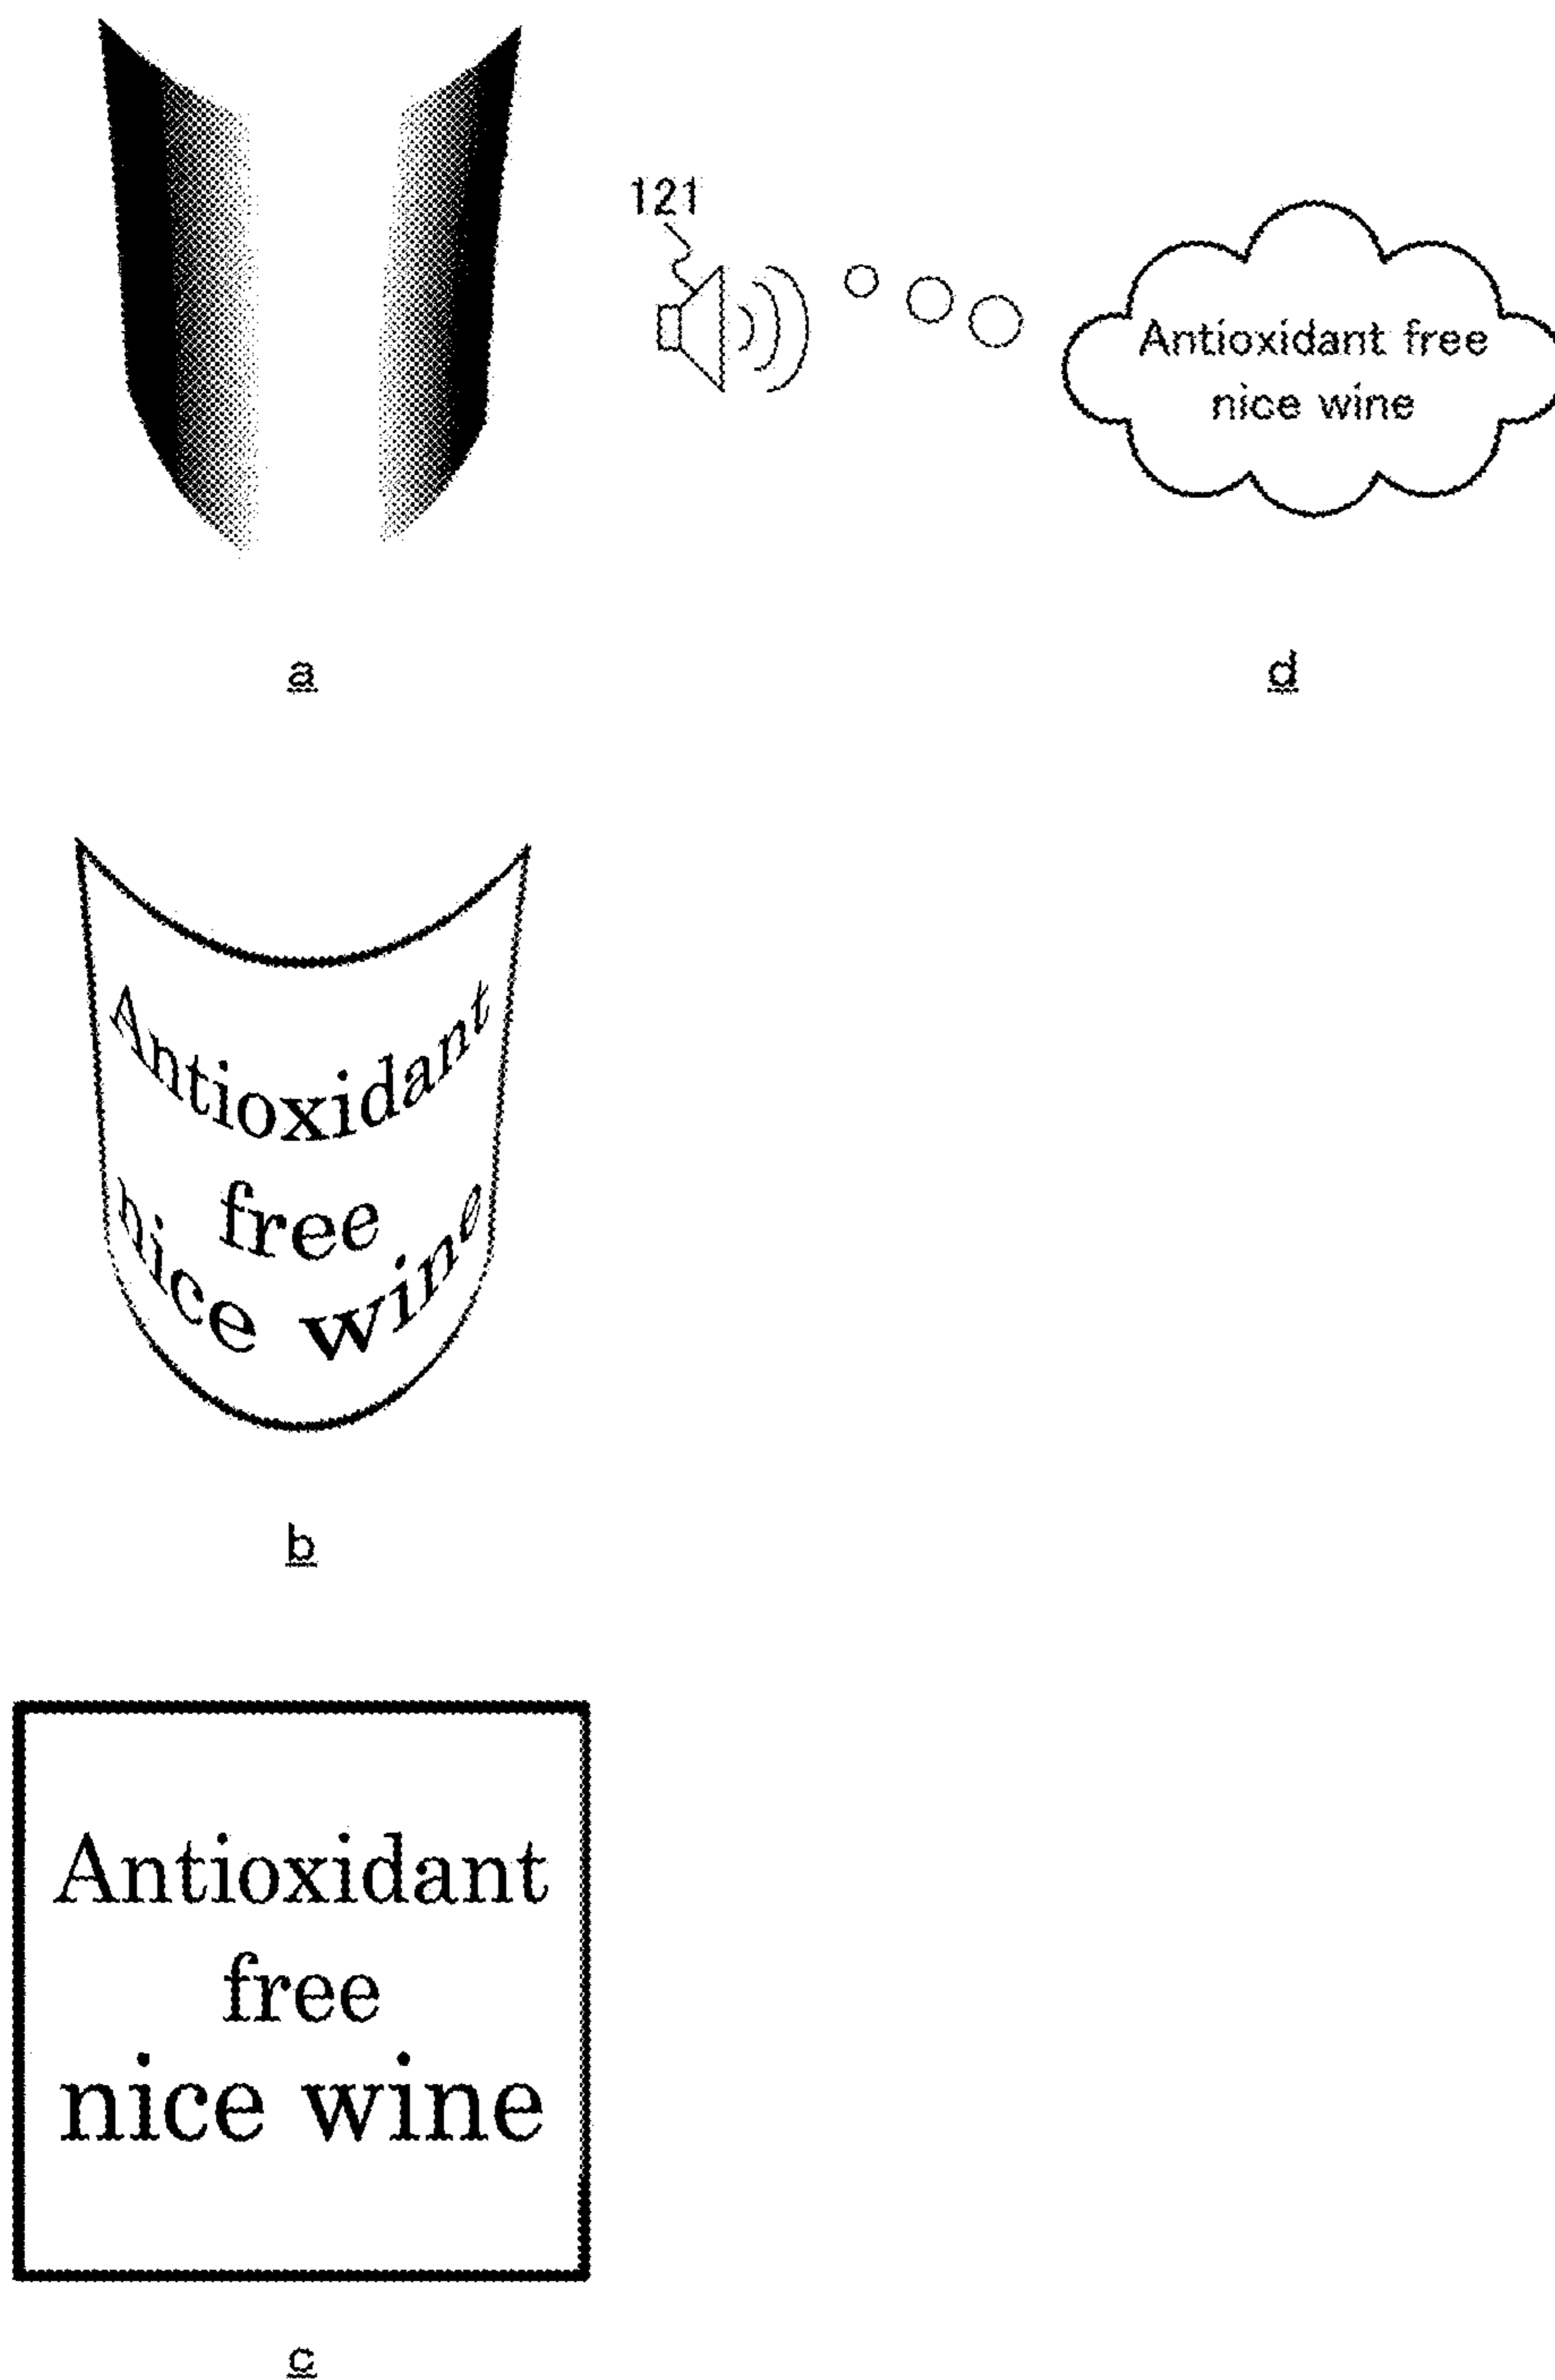 121
Antioxidant free
nice wine
a
d
Antioxidant
free
nice wine
b
Antioxidant
free
nice wine
c